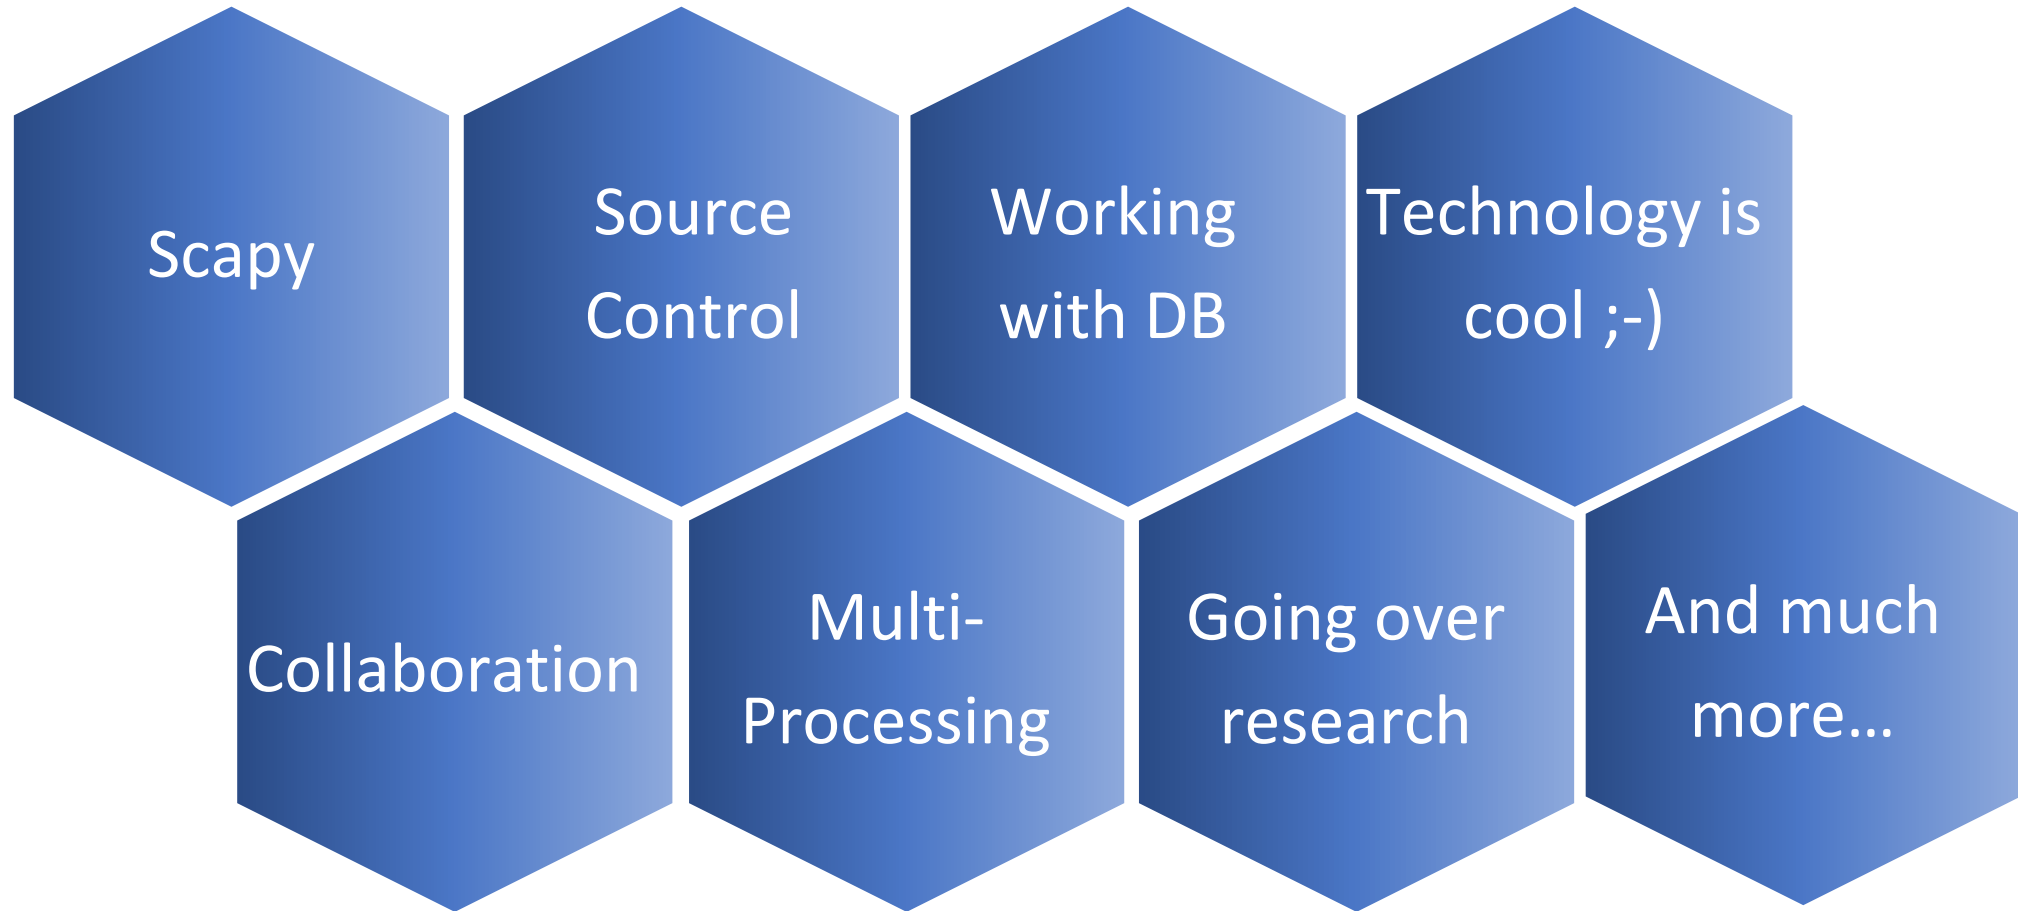 Scapy
Source
Control
Working
with DB
Technology is
cool ;-)
Collaboration
Multi-
Processing
Going over
research
And much
more…